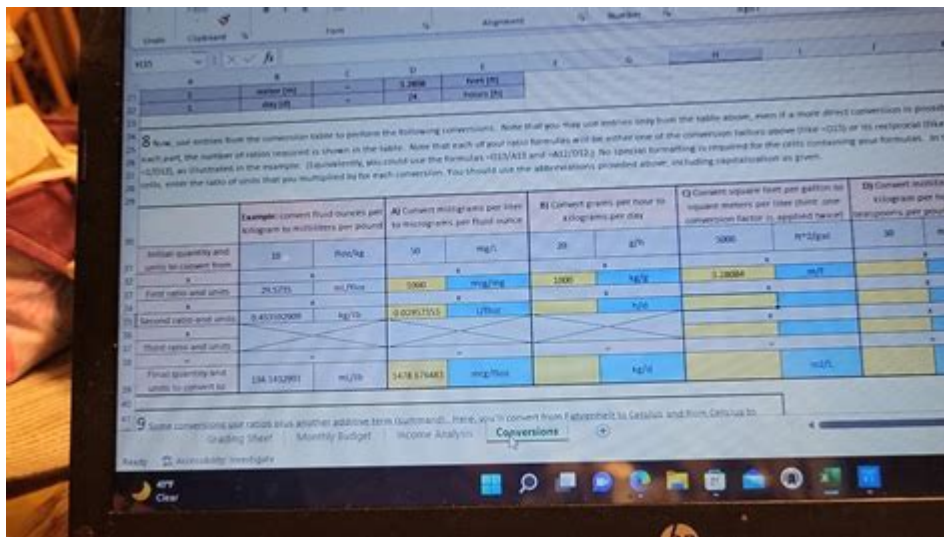 Undo
Clipboard
Font
Alignment
Number
H35
fx
A B C D E F G H I J
meter (m) = 3.2808 feet (ft)
1 day (d) = 24 hours (h)
8 Now, use entries from the conversion table to perform the following conversions. Note that you may use entries only from the table above, even if a more direct conversion is
each part, the number of ratios required is shown in the table. Note that each of your ratio formulas will be either one of the conversion factors above (like =D15) or its reciprocal (like
=1/D12), as illustrated in the example. (Equivalently, you could use the formulas =D15/A15 and =A12/D12.) No special formatting is required for the cells containing your formulas. In
cells, enter the ratio of units that you multiplied by for each conversion. You should use the abbreviations provided above, including capitalization as given.
Example: convert fluid ounces per
kilogram to milliliters per pound
A) Convert milligrams per liter
to micrograms per fluid ounce
B) Convert grams per hour to
kilograms per day
C) Convert square feet per gallon to
square meters per liter (hint: one
conversion factor is applied twice)
D) Convert
kilogram per
teaspoons per
Initial quantity and
units to convert from
10 floz/kg 50 mg/L 20 g/h 5000 ft^2/gal 50
x x x x x
First ratio and units 29.5735 mL/floz 1000 mcg/mg 1000 kg/g 3.28084 m/f
x x x x
Second ratio and units 0.453592909 kg/lb 0.02957353 L/floz h/d
x
Third ratio and units
= = = =
Final quantity and
units to convert to
134.1432901 mL/lb 1478.676483 mcg/floz kg/d m2/L
9 Some conversions use ratios plus another additive term (summand). Here, you'll convert from Fahrenheit to Celsius and from Celsius to
Grading Sheet Monthly Budget Income Analysis Conversions
Ready Accessibility: Investigate
47°F
Clear
hp